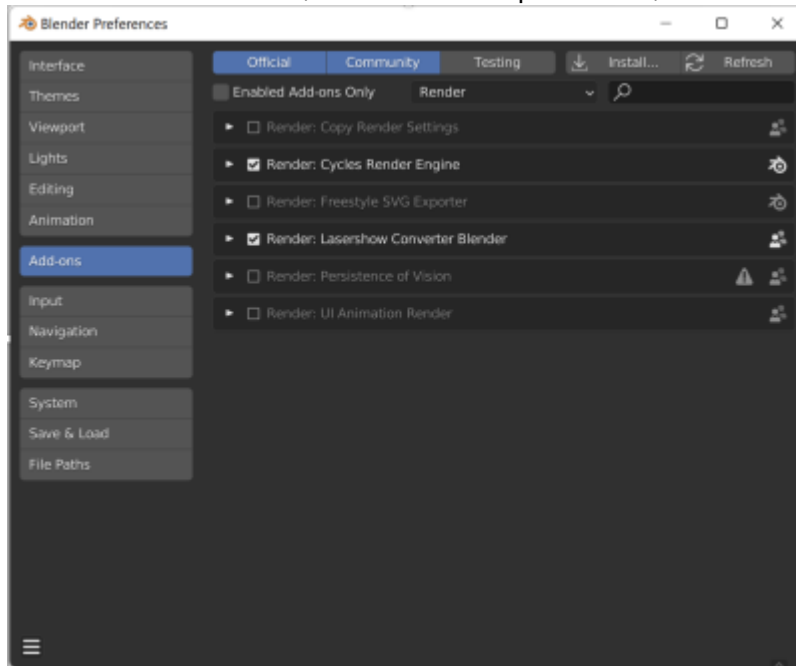 Blender Preferences
Interface
Themes
Viewport
Lights
Editing
Animation
Add-ons
Input
Navigation
Keymap
System
Save & Load
File Paths
Official Community Testing Install... Refresh
Enabled Add-ons Only Render
Render: Copy Render Settings
Render: Cycles Render Engine
Render: Freestyle SVG Exporter
Render: Lasershow Converter Blender
Render: Persistence of Vision
Render: UI Animation Render